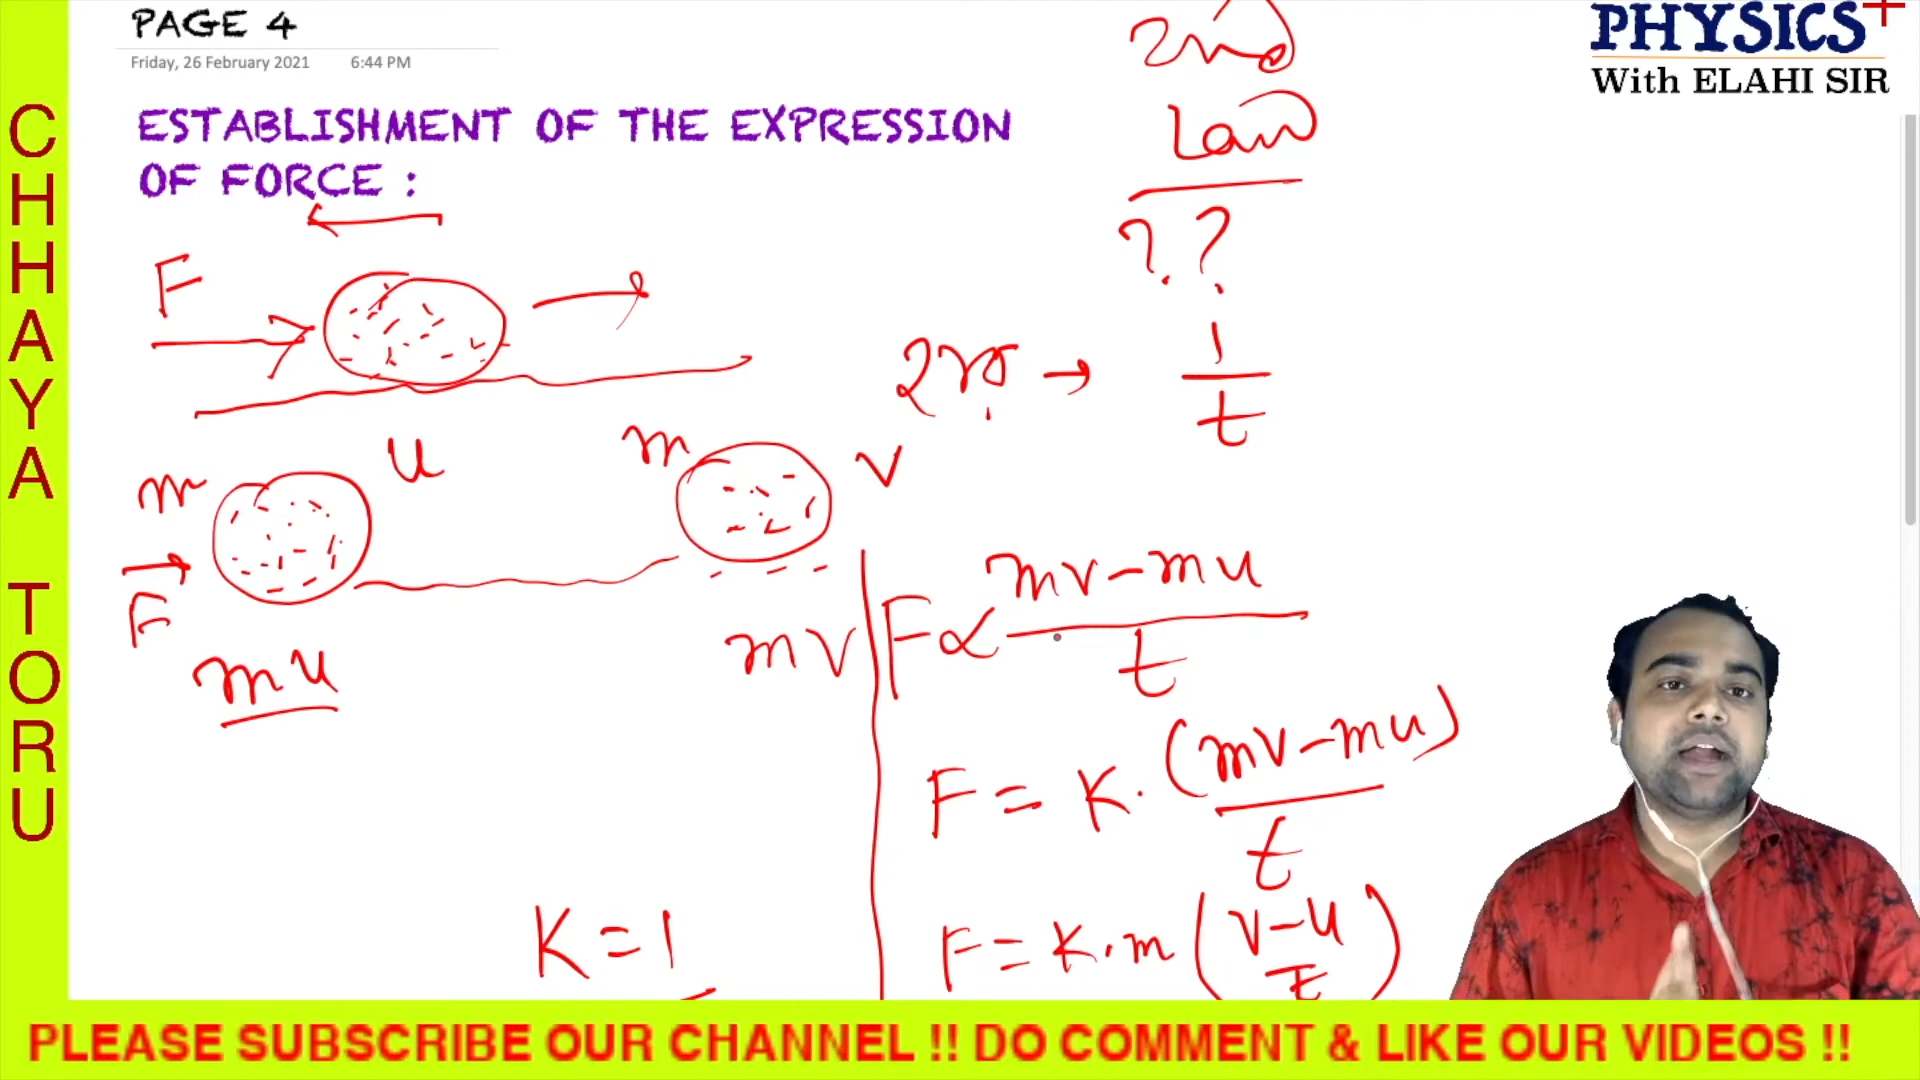 PAGE 4
Friday, 26 February 2021 6:44 PM
PHYSICS+
With ELAHI SIR
CHHAYA TORU
2nd
Law
ESTABLISHMENT OF THE EXPRESSION
OF FORCE :
? ?
F
→ 1/t
m
u
m
v
F
mu
mv
F ∝ (mv - mu)/t
F = K. (mv - mu)/t
K = 1
F = K.m (v - u/t)
PLEASE SUBSCRIBE OUR CHANNEL !! DO COMMENT & LIKE OUR VIDEOS !!